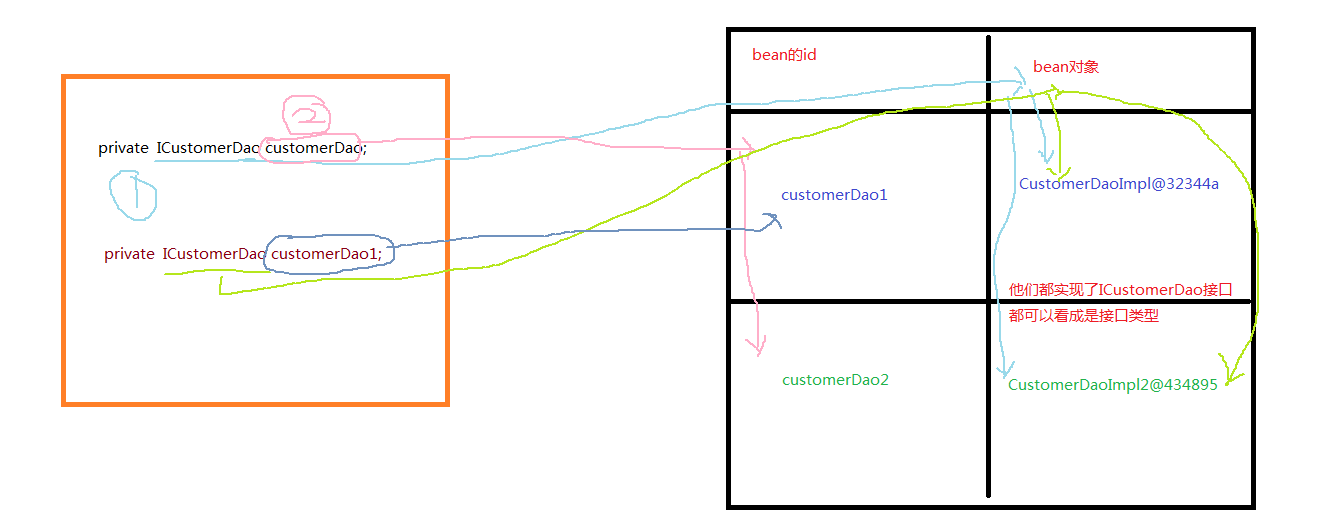 ②
private ICustomerDao customerDao;
①
private ICustomerDao customerDao1;
bean的id
bean对象
customerDao1
CustomerDaoImpl@32344a
他们都实现了ICustomerDao接口
都可以看成是接口类型
customerDao2
CustomerDaoImpl2@434895